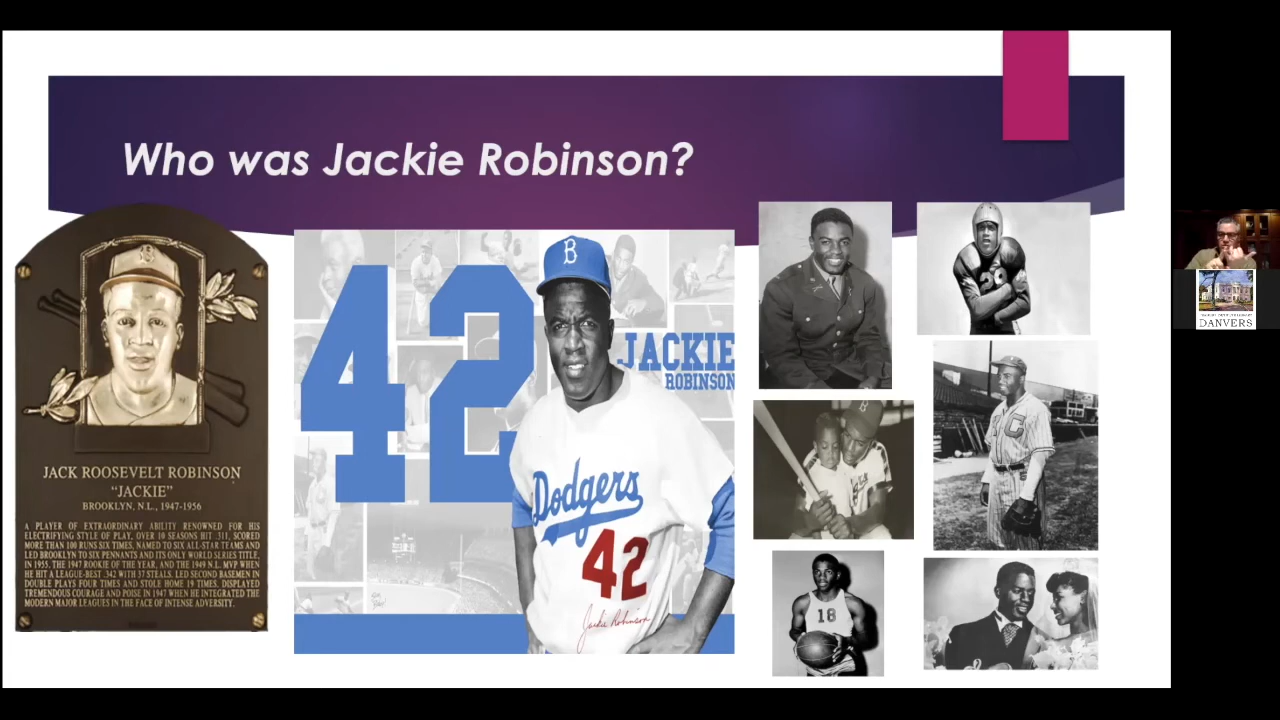 Who was Jackie Robinson?
B
JACK ROOSEVELT ROBINSON
“JACKIE”
BROOKLYN, N.L., 1947-1956
A PLAYER OF EXTRAORDINARY ABILITY RENOWNED FOR HIS
ELECTRIFYING STYLE OF PLAY. OVER 10 SEASONS HIT .311, SCORED
MORE THAN 100 RUNS SIX TIMES, NAMED TO SIX ALL-STAR TEAMS AND
LED BROOKLYN TO SIX PENNANTS AND ITS ONLY WORLD SERIES TITLE,
IN 1955. THE 1947 ROOKIE OF THE YEAR, AND THE 1949 N.L. MVP WHEN
HE HIT A LEAGUE-BEST .342 WITH 37 STEALS. LED SECOND BASEMEN IN
DOUBLE PLAYS FOUR TIMES AND STOLE HOME 19 TIMES. DISPLAYED
TREMENDOUS COURAGE AND POISE IN 1947 WHEN HE INTEGRATED THE
MODERN MAJOR LEAGUES IN THE FACE OF INTENSE ADVERSITY.
42
B
JACKIE
ROBINSON
Dodgers
42
Jackie Robinson
28
B
C
18
DANVERS